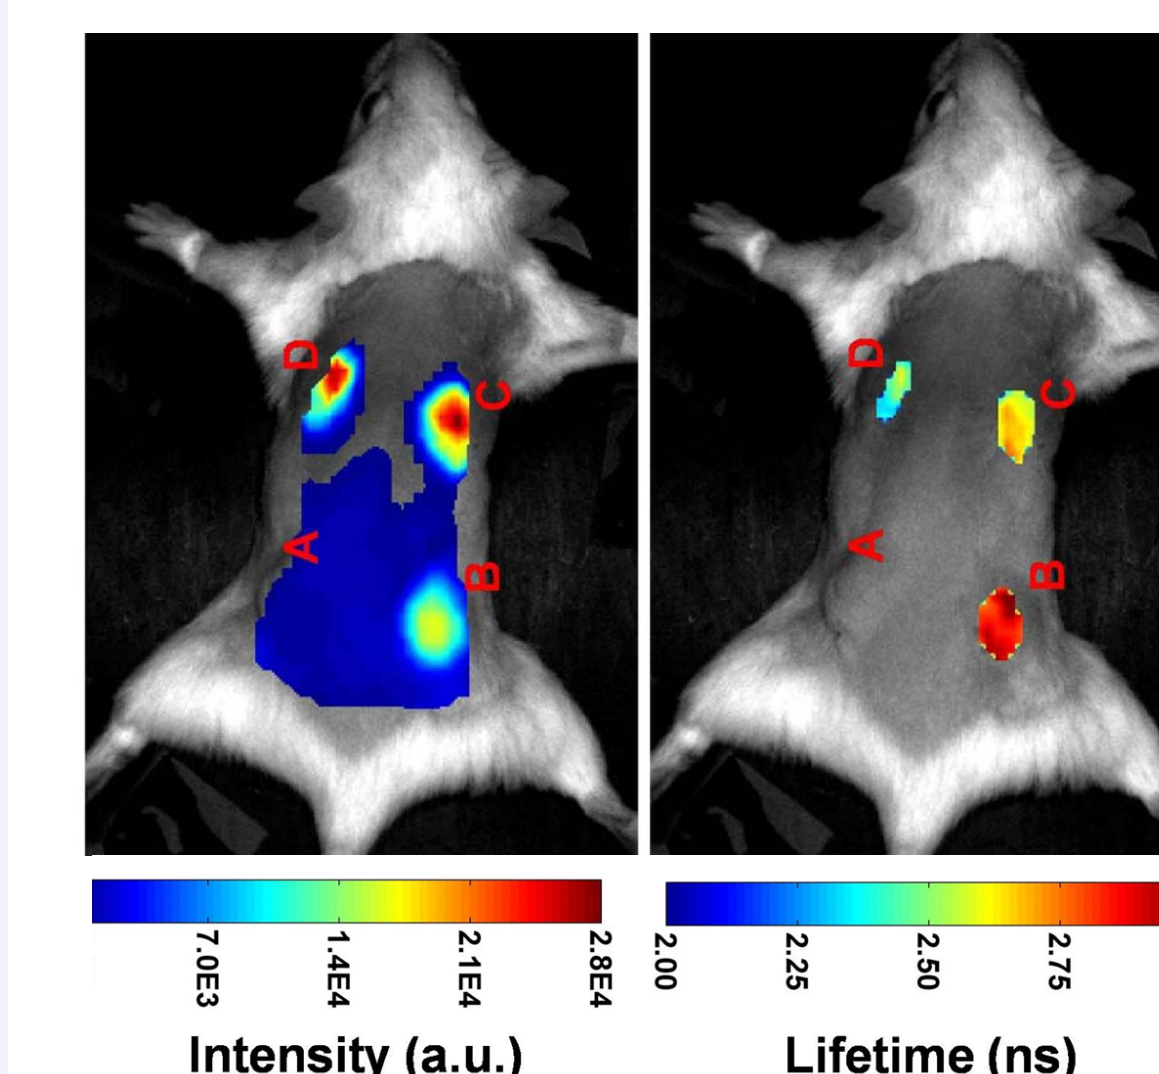 D
C
A
B
D
C
A
B
7.0E3
1.4E4
2.1E4
2.8E4
2.00
2.25
2.50
2.75
Intensity (a.u.)
Lifetime (ns)